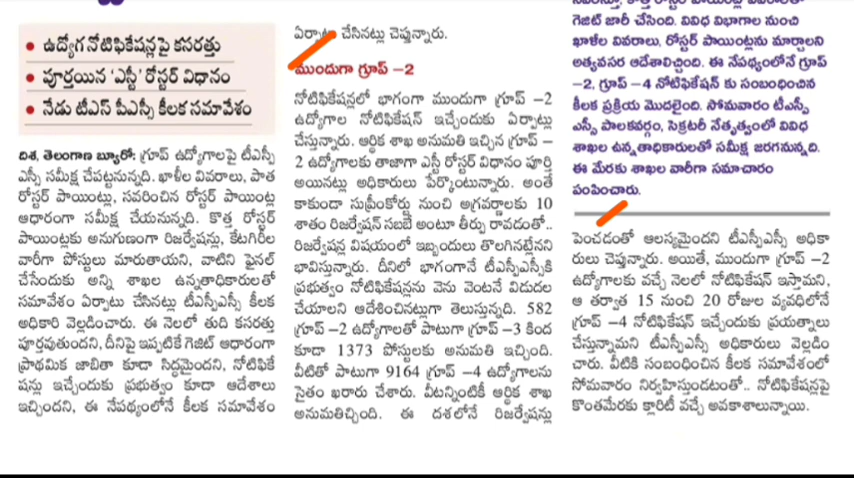 • ఉద్యోగ నోటిఫికేషన్లపై కసరత్తు
• పూర్తయిన 'ఎస్టీ' రోస్టర్ విధానం
• నేడు టీఎస్ పీఎస్సీ కీలక సమావేశం
దిశ, తెలంగాణ బ్యూరో: గ్రూప్ ఉద్యోగాలపై టీఎస్పీ
ఎస్సీ సమీక్ష చేపట్టనున్నది. ఖాళీల వివరాలు, పాత
రోస్టర్ పాయింట్లు, సవరించిన రోస్టర్ పాయింట్ల
ఆధారంగా సమీక్ష చేయనున్నది. కొత్త రోస్టర్
పాయింట్లకు అనుగుణంగా రిజర్వేషన్లు, కేటగిరీల
వారీగా పోస్టులు మారుతాయని, వాటిని ఫైనల్
చేసేందుకు అన్ని శాఖల ఉన్నతాధికారులతో
సమావేశం ఏర్పాటు చేసినట్లు టీఎస్పీఎస్సీ కీలక
అధికారి వెల్లడించారు. ఈ నెలలో తుది కసరత్తు
పూర్తవుతుందని, దీనిపై ఇప్పటికే గెజిట్ ఆధారంగా
ప్రాథమిక జాబితా కూడా సిద్ధమైందని, నోటిఫికే
షన్లు ఇచ్చేందుకు ప్రభుత్వం కూడా ఆదేశాలు
ఇచ్చిందని, ఈ నేపథ్యంలోనే కీలక సమావేశం
ఏర్పాటు చేసినట్లు చెప్తున్నారు.
ముందుగా గ్రూప్ –2
నోటిఫికేషన్లలో భాగంగా ముందుగా గ్రూప్ –2
ఉద్యోగాల నోటిఫికేషన్ ఇచ్చేందుకు ఏర్పాట్లు
చేస్తున్నారు. ఆర్థిక శాఖ అనుమతి ఇచ్చిన గ్రూప్ –
2 ఉద్యోగాలకు తాజాగా ఎస్టీ రోస్టర్ విధానం పూర్తి
అయినట్లు అధికారులు పేర్కొంటున్నారు. అంతే
కాకుండా సుప్రీంకోర్టు నుంచి అగ్రవర్ణాలకు 10
శాతం రిజర్వేషన్ సబబే అంటూ తీర్పు రావడంతో..
రిజర్వేషన్ల విషయంలో ఇబ్బందులు తొలగినట్లేనని
భావిస్తున్నారు. దీనిలో భాగంగానే టీఎస్పీఎస్సీకి
ప్రభుత్వం నోటిఫికేషన్లను వెను వెంటనే విడుదల
చేయాలని ఆదేశించినట్లుగా తెలుస్తున్నది. 582
గ్రూప్ –2 ఉద్యోగాలతో పాటుగా గ్రూప్ –3 కింద
కూడా 1373 పోస్టులకు అనుమతి ఇచ్చింది.
వీటితో పాటుగా 9164 గ్రూప్ –4 ఉద్యోగాలను
సైతం ఖరారు చేశారు. వీటన్నింటికీ ఆర్థిక శాఖ
అనుమతిచ్చింది. ఈ దశలోనే రిజర్వేషన్లు
గెజిట్ జారీ చేసింది. వివిధ విభాగాల నుంచి
ఖాళీల వివరాలు, రోస్టర్ పాయింట్లను మార్చాలని
అత్యవసర ఆదేశాలిచ్చింది. ఈ నేపథ్యంలోనే గ్రూప్
–2, గ్రూప్ –4 నోటిఫికేషన్ కు సంబంధించిన
కీలక ప్రక్రియ మొదలైంది. సోమవారం టీఎస్పీ
ఎస్సీ పాలకవర్గం, సెక్రటరీ నేతృత్వంలో వివిధ
శాఖల ఉన్నతాధికారులతో సమీక్ష జరగనున్నది.
ఈ మేరకు శాఖల వారీగా సమాచారం
పంపించారు.
పెంచడంతో ఆలస్యమైందని టీఎస్పీఎస్సీ అధికా
రులు చెప్తున్నారు. అయితే, ముందుగా గ్రూప్ –2
ఉద్యోగాలకు వచ్చే నెలలో నోటిఫికేషన్ ఇస్తామని,
ఆ తర్వాత 15 నుంచి 20 రోజుల వ్యవధిలోనే
గ్రూప్ –4 నోటిఫికేషన్ ఇచ్చేందుకు ప్రయత్నాలు
చేస్తున్నామని టీఎస్పీఎస్సీ అధికారులు వెల్లడిం
చారు. వీటికి సంబంధించిన కీలక సమావేశంలో
సోమవారం నిర్వహిస్తుండటంతో.. నోటిఫికేషన్లపై
కొంతమేరకు క్లారిటీ వచ్చే అవకాశాలున్నాయి.